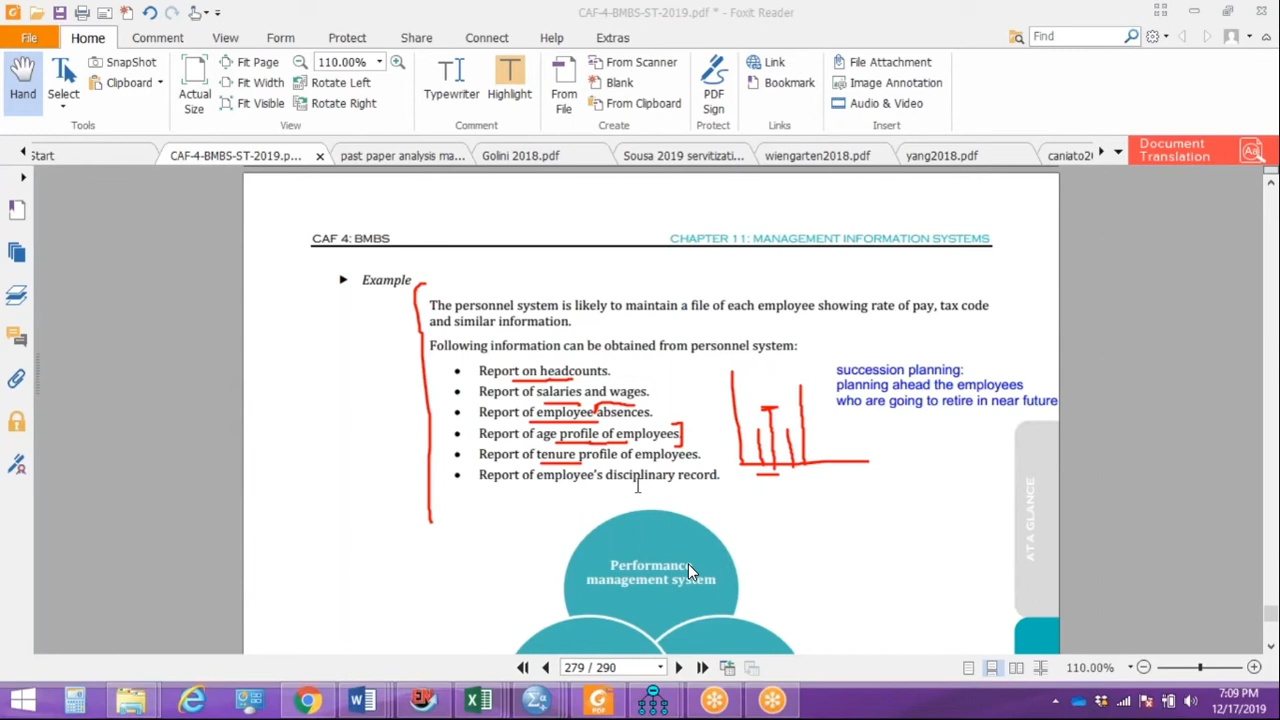 CAF-4-BMBS-ST-2019.pdf * - Foxit Reader
File Home Comment View Form Protect Share Connect Help Extras Find
SnapShot Fit Page 110.00% From Scanner Link File Attachment
Clipboard Fit Width Rotate Left Blank Bookmark Image Annotation
Hand Select Actual Size Fit Visible Rotate Right Typewriter Highlight From File From Clipboard PDF Sign Audio & Video
Tools View Comment Create Protect Links Insert
Start CAF-4-BMBS-ST-2019.p... past paper analysis ma... Golini 2018.pdf Sousa 2019 servitizati... wiengarten2018.pdf yang2018.pdf caniato20
Document
Translation
CAF 4: BMBS CHAPTER 11: MANAGEMENT INFORMATION SYSTEMS
Example
The personnel system is likely to maintain a file of each employee showing rate of pay, tax code
and similar information.
Following information can be obtained from personnel system:
• Report on headcounts.
• Report of salaries and wages.
• Report of employee absences.
• Report of age profile of employees.
• Report of tenure profile of employees.
• Report of employee's disciplinary record.
succession planning:
planning ahead the employees
who are going to retire in near future
AT A GLANCE
Performance
management system
279 / 290 110.00%
7:09 PM
12/17/2019